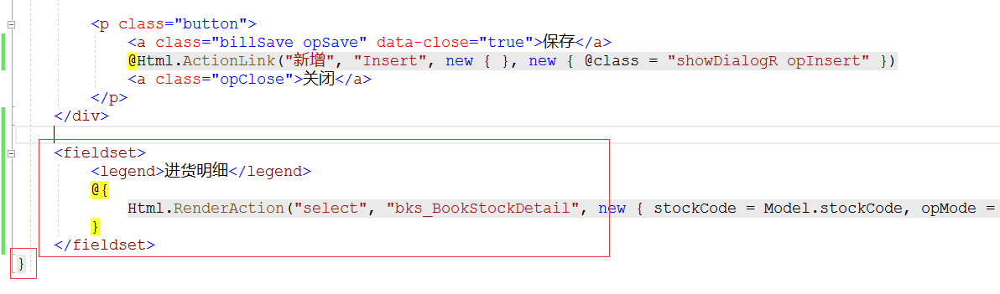 <p class="button">
<a class="billSave opSave" data-close="true">保存</a>
@Html.ActionLink("新增", "Insert", new { }, new { @class = "showDialogR opInsert" })
<a class="opClose">关闭</a>
</p>
</div>
<fieldset>
<legend>进货明细</legend>
@{
Html.RenderAction("select", "bks_BookStockDetail", new { stockCode = Model.stockCode, opMode =
}
</fieldset>
}